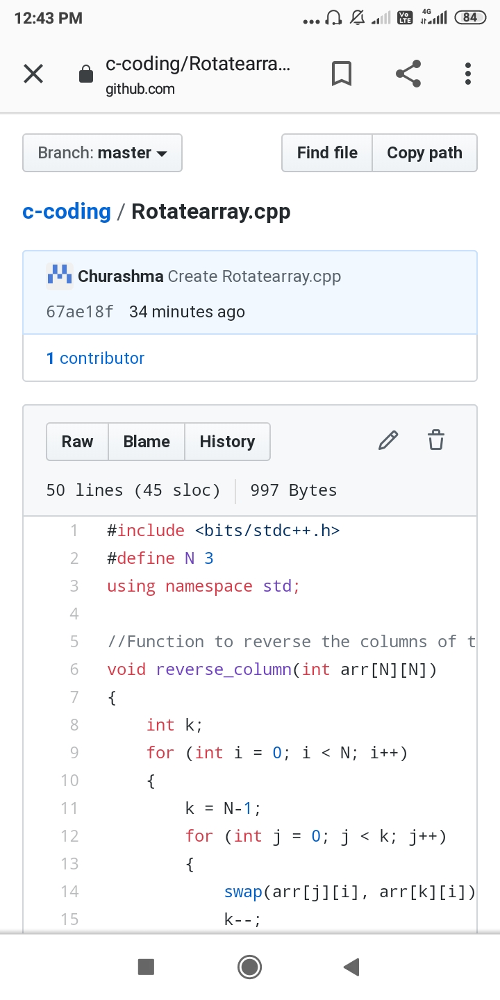 12:43 PM
Vo LTE 4G 84
c-coding/Rotatearra...
github.com
Branch: master
Find file
Copy path
c-coding / Rotatearray.cpp
Churashma Create Rotatearray.cpp
67ae18f 34 minutes ago
1 contributor
Raw Blame History
50 lines (45 sloc) 997 Bytes
1 #include <bits/stdc++.h>
2 #define N 3
3 using namespace std;
4
5 //Function to reverse the columns of t
6 void reverse_column(int arr[N][N])
7 {
8     int k;
9     for (int i = 0; i < N; i++)
10     {
11         k = N-1;
12         for (int j = 0; j < k; j++)
13         {
14             swap(arr[j][i], arr[k][i])
15             k--;